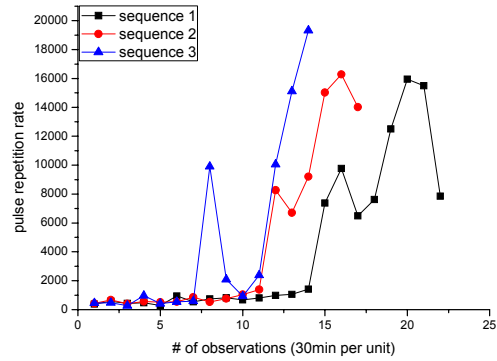 sequence 1
sequence 2
sequence 3
20000
18000
16000
14000
12000
10000
8000
6000
4000
2000
0
pulse repetition rate
0 5 10 15 20 25
# of observations (30min per unit)